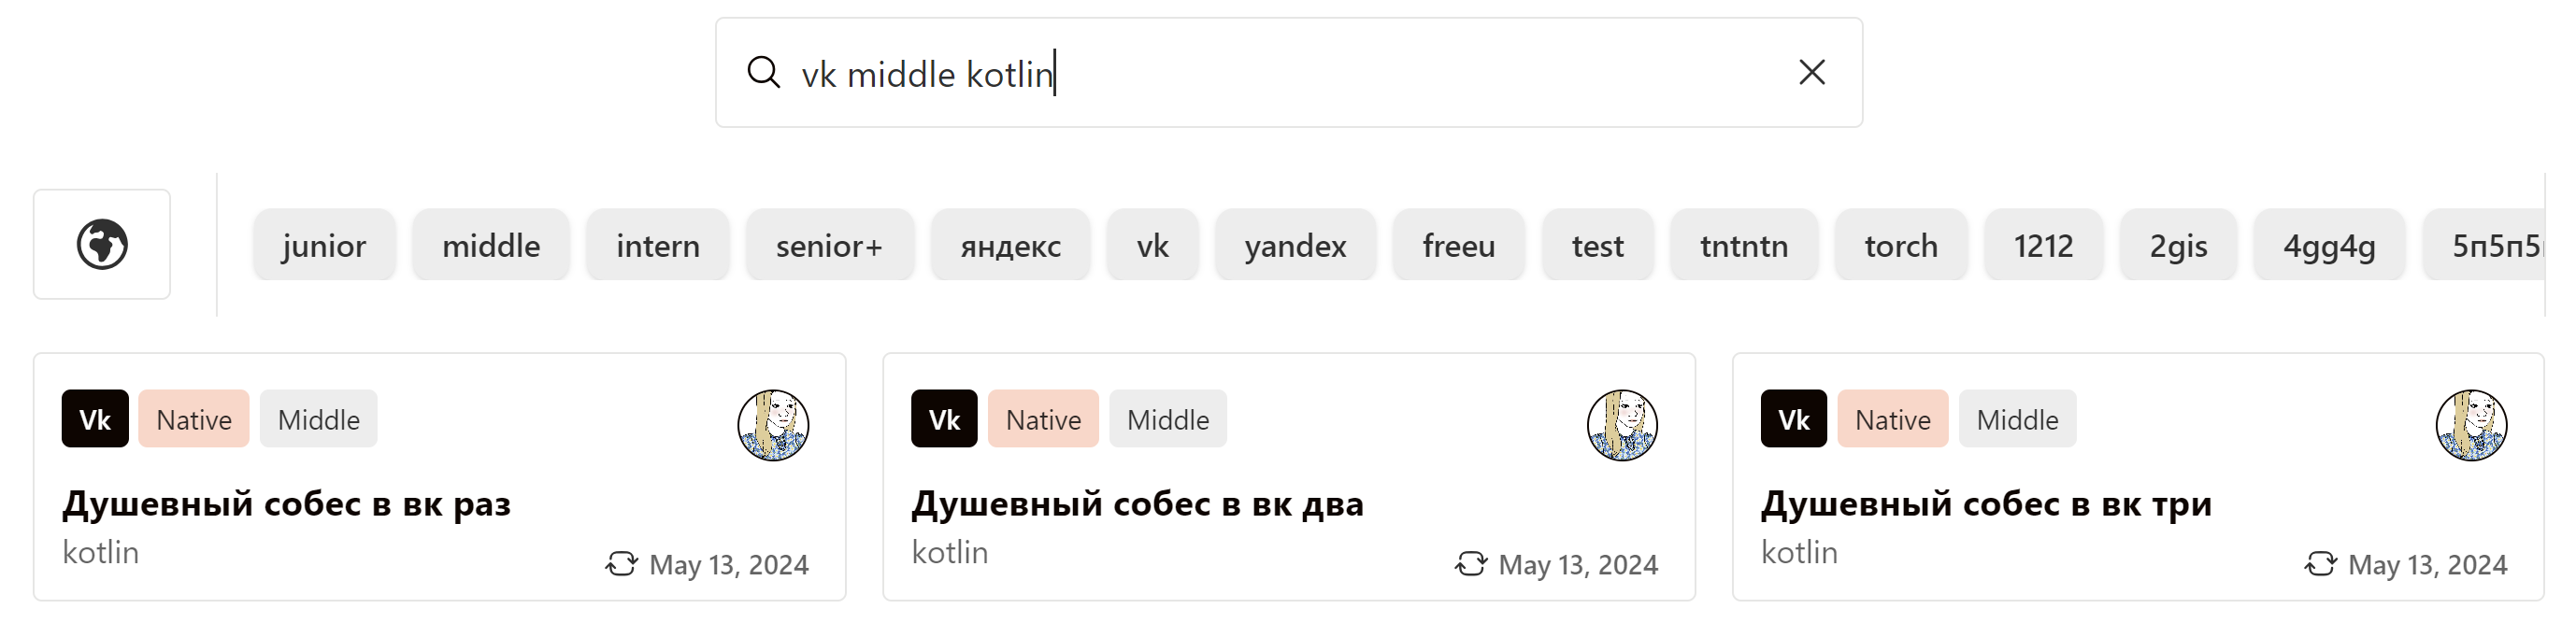 vk middle kotlin
junior middle intern senior+ яндекс vk yandex freeu test tntntn torch 1212 2gis 4gg4g 5п5п5
Vk Native Middle
Душевный собес в вк раз
kotlin
May 13, 2024
Vk Native Middle
Душевный собес в вк два
kotlin
May 13, 2024
Vk Native Middle
Душевный собес в вк три
kotlin
May 13, 2024